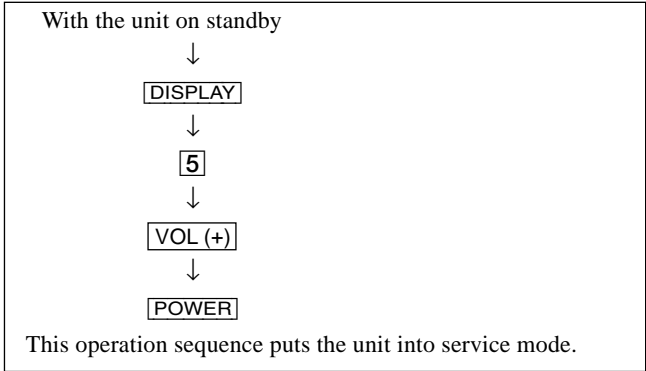 With the unit on standby
↓
DISPLAY
↓
5
↓
VOL (+)
↓
POWER
This operation sequence puts the unit into service mode.